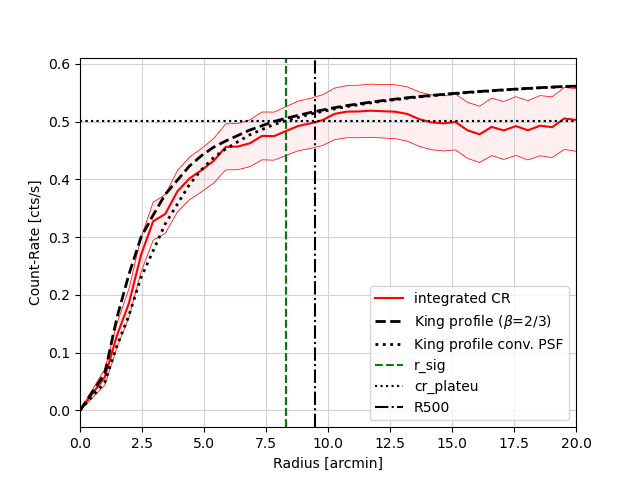 0.6
0.5
0.4
0.3
0.2
0.1
0.0
Count-Rate [cts/s]
integrated CR
King profile (β=2/3)
King profile conv. PSF
r_sig
cr_plateu
R500
0.0 2.5 5.0 7.5 10.0 12.5 15.0 17.5 20.0
Radius [arcmin]